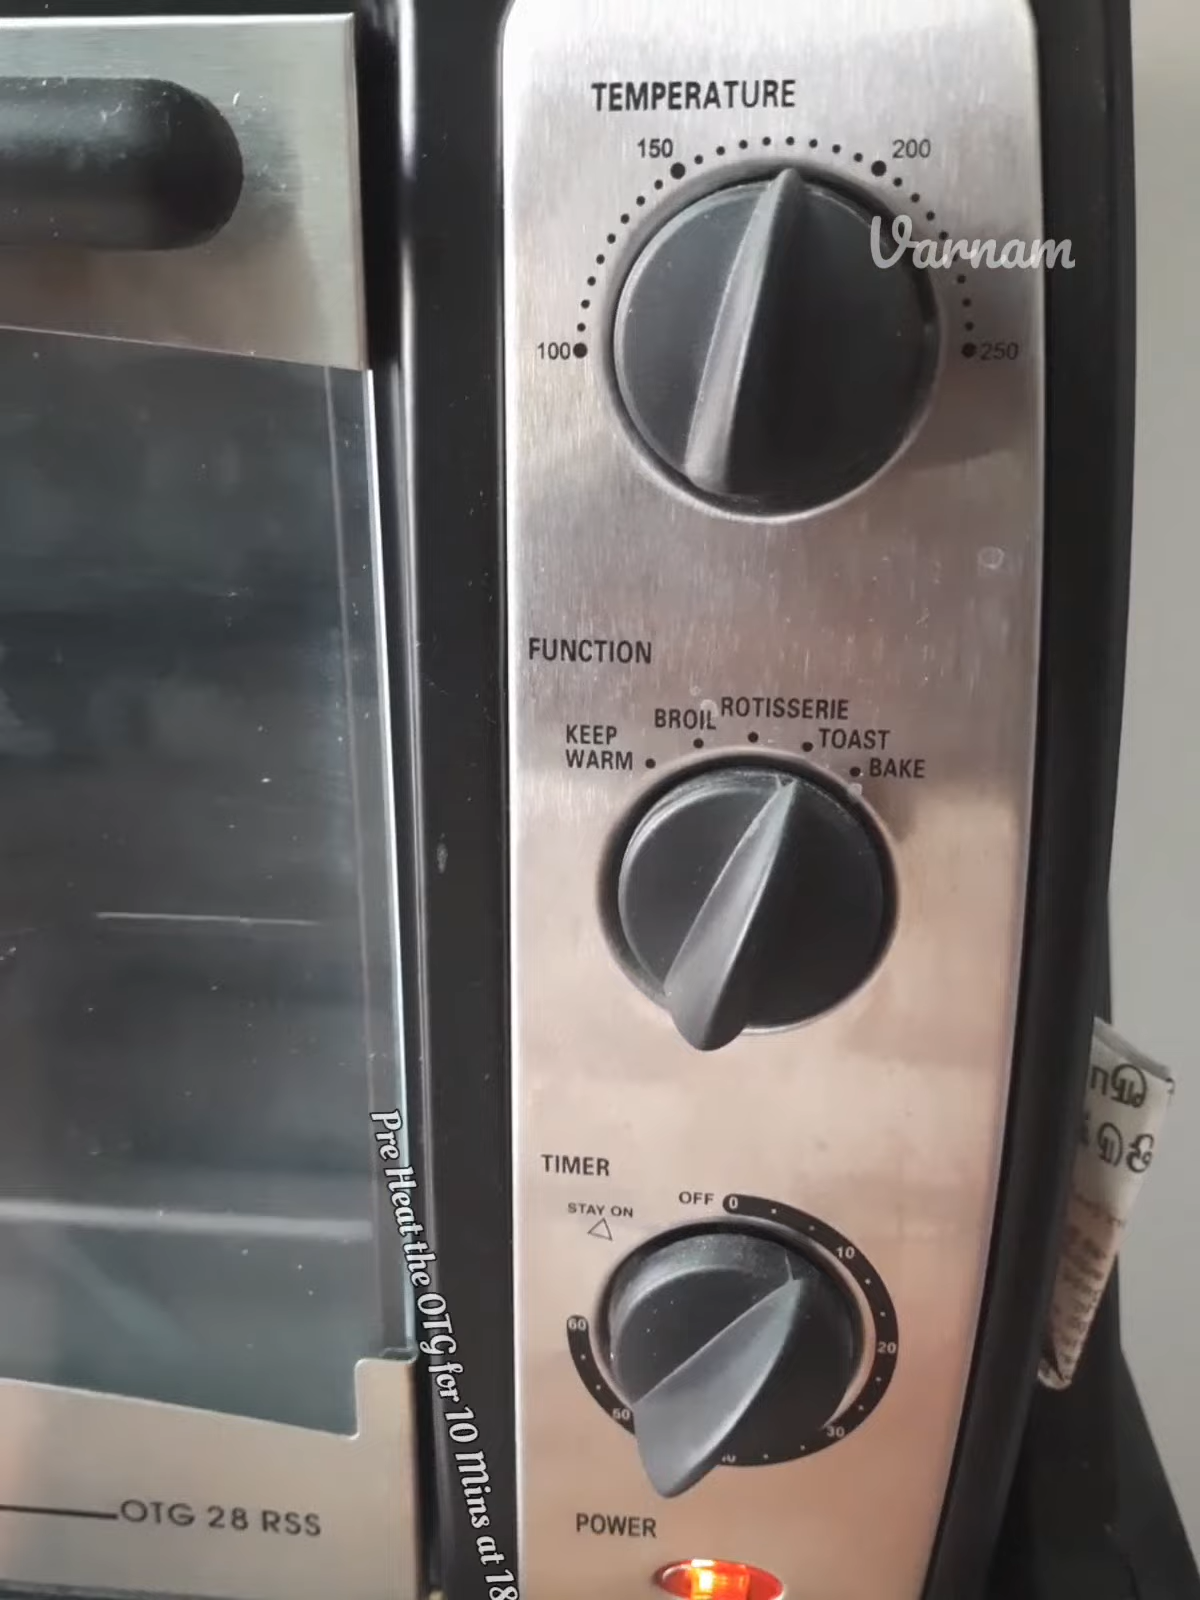 TEMPERATURE
150
200
Varnam
100
250
FUNCTION
ROTISSERIE
BROIL
KEEP
WARM
TOAST
BAKE
TIMER
OFF 0
STAY ON
10
60
20
50
30
Pre Heat the OTG for 10 Mins at 18
OTG 28 RSS
POWER